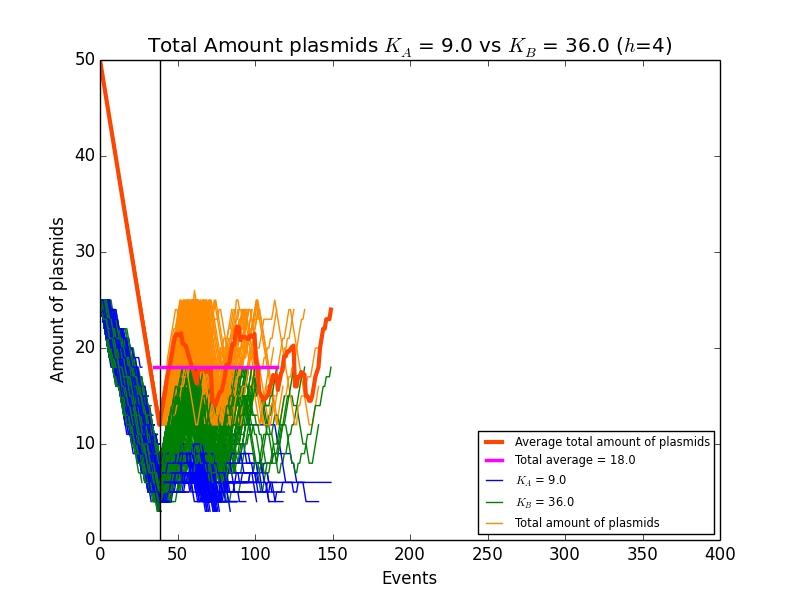 Total Amount plasmids K_A = 9.0 vs K_B = 36.0 (h=4)
Amount of plasmids
50
40
30
20
10
0
0 50 100 150 200 250 300 350 400
Events
Average total amount of plasmids
Total average = 18.0
K_A = 9.0
K_B = 36.0
Total amount of plasmids